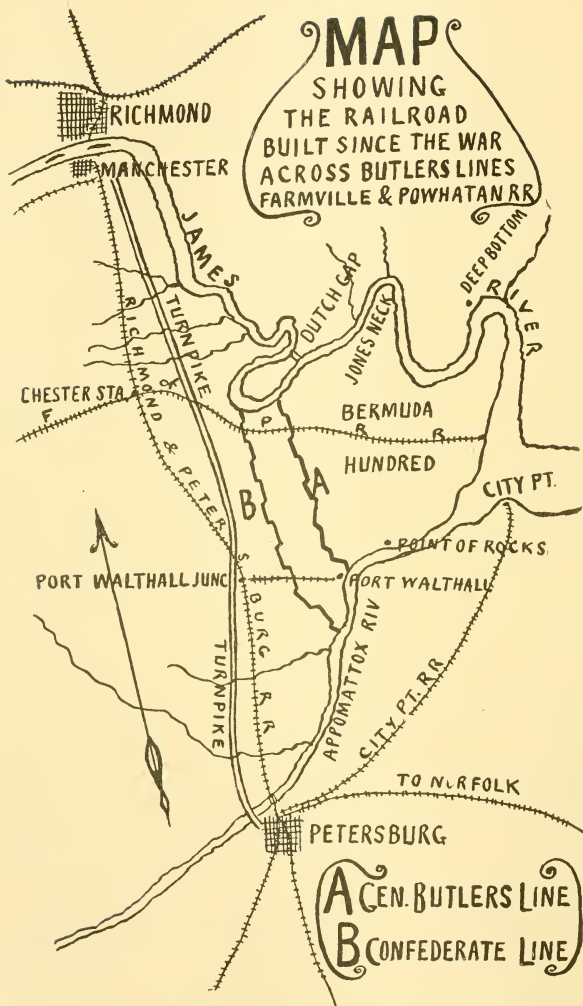 MAP
SHOWING
THE RAILROAD
BUILT SINCE THE WAR
ACROSS BUTLERS LINES
FARMVILLE & POWHATAN RR
RICHMOND
MANCHESTER
JAMES
RIVER
DEEP BOTTOM
DUTCH GAP
JONES NECK
TURNPIKE
RICHMOND & PETERSBURG RR
CHESTER STA.
F & P R R
BERMUDA
HUNDRED
A
B
CITY PT.
POINT OF ROCKS
PORT WALTHALL JUNC
PORT WALTHALL
TURNPIKE
APPOMATTOX RIV
CITY PT. RR
TO NORFOLK
PETERSBURG
A GEN. BUTLERS LINE
B CONFEDERATE LINE